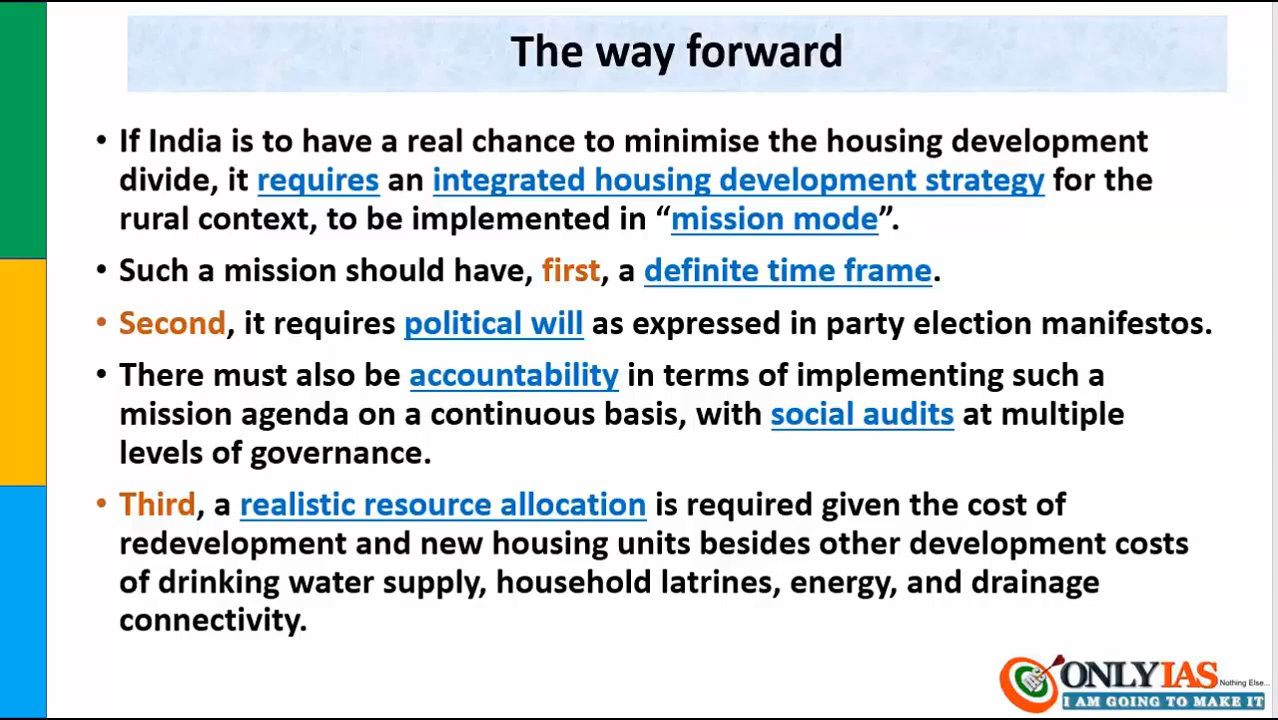 The way forward
• If India is to have a real chance to minimise the housing development
divide, it requires an integrated housing development strategy for the
rural context, to be implemented in “mission mode”.
• Such a mission should have, first, a definite time frame.
• Second, it requires political will as expressed in party election manifestos.
• There must also be accountability in terms of implementing such a
mission agenda on a continuous basis, with social audits at multiple
levels of governance.
• Third, a realistic resource allocation is required given the cost of
redevelopment and new housing units besides other development costs
of drinking water supply, household latrines, energy, and drainage
connectivity.
ONLYIAS Nothing Else...
I AM GOING TO MAKE IT